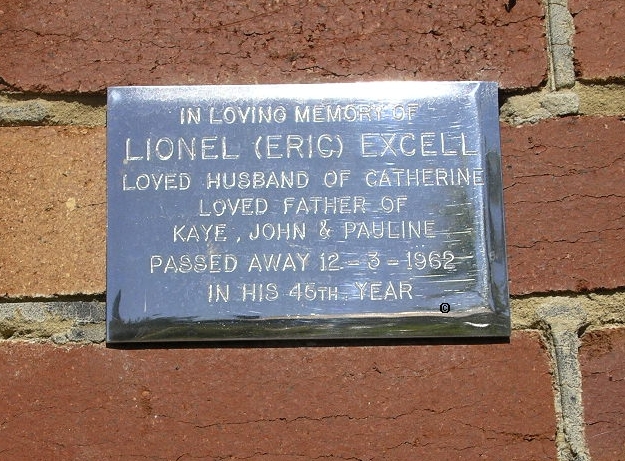 IN LOVING MEMORY OF
LIONEL (ERIC) EXCELL
LOVED HUSBAND OF CATHERINE
LOVED FATHER OF
KAYE, JOHN & PAULINE
PASSED AWAY 12 - 3 - 1962
IN HIS 45TH YEAR
©